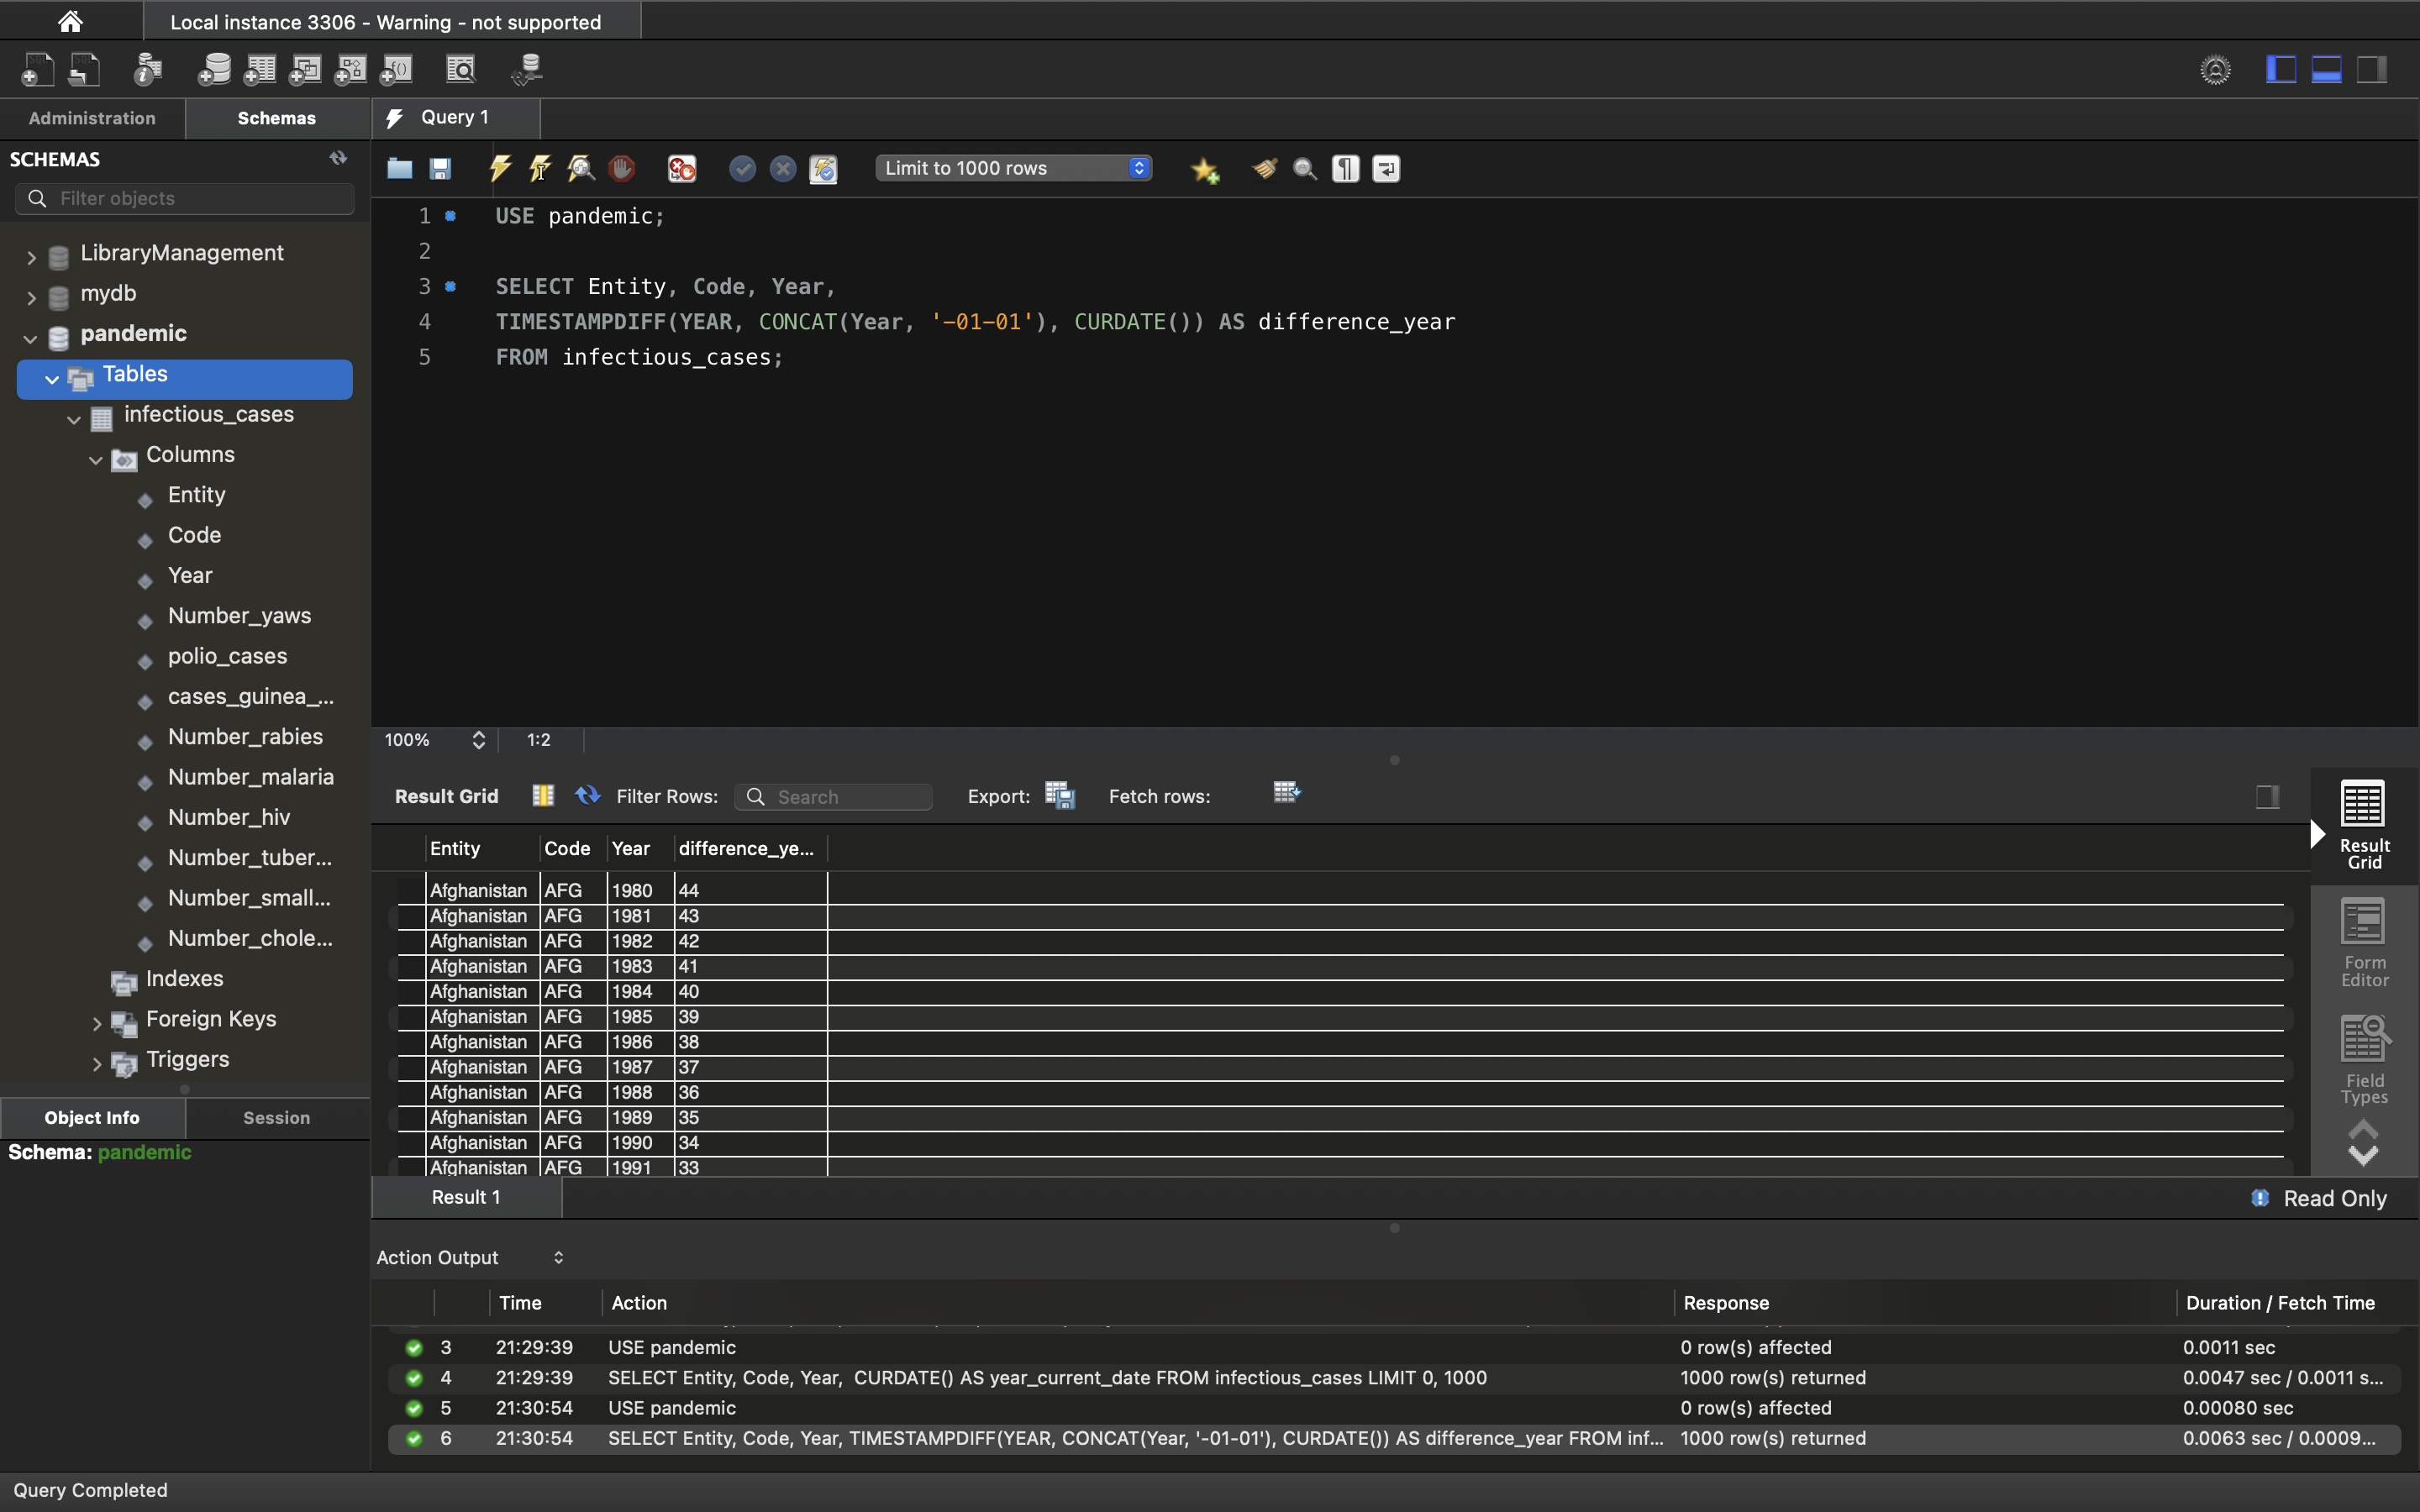 Local instance 3306 - Warning - not supported
Administration
Schemas
Query 1
SCHEMAS
Filter objects
LibraryManagement
mydb
pandemic
Tables
infectious_cases
Columns
Entity
Code
Year
Number_yaws
polio_cases
cases_guinea_...
Number_rabies
Number_malaria
Number_hiv
Number_tuber...
Number_small...
Number_chole...
Indexes
Foreign Keys
Triggers
Object Info
Session
Schema: pandemic
Limit to 1000 rows
1 USE pandemic;
2
3 SELECT Entity, Code, Year,
4 TIMESTAMPDIFF(YEAR, CONCAT(Year, '-01-01'), CURDATE()) AS difference_year
5 FROM infectious_cases;
100% 1:2
Result Grid Filter Rows: Search Export: Fetch rows:
Entity Code Year difference_ye...
Afghanistan AFG 1980 44
Afghanistan AFG 1981 43
Afghanistan AFG 1982 42
Afghanistan AFG 1983 41
Afghanistan AFG 1984 40
Afghanistan AFG 1985 39
Afghanistan AFG 1986 38
Afghanistan AFG 1987 37
Afghanistan AFG 1988 36
Afghanistan AFG 1989 35
Afghanistan AFG 1990 34
Afghanistan AFG 1991 33
Result
Grid
Form
Editor
Field
Types
Result 1
Read Only
Action Output
Time Action Response Duration / Fetch Time
3 21:29:39 USE pandemic 0 row(s) affected 0.0011 sec
4 21:29:39 SELECT Entity, Code, Year, CURDATE() AS year_current_date FROM infectious_cases LIMIT 0, 1000 1000 row(s) returned 0.0047 sec / 0.0011 s...
5 21:30:54 USE pandemic 0 row(s) affected 0.00080 sec
6 21:30:54 SELECT Entity, Code, Year, TIMESTAMPDIFF(YEAR, CONCAT(Year, '-01-01'), CURDATE()) AS difference_year FROM inf... 1000 row(s) returned 0.0063 sec / 0.0009...
Query Completed